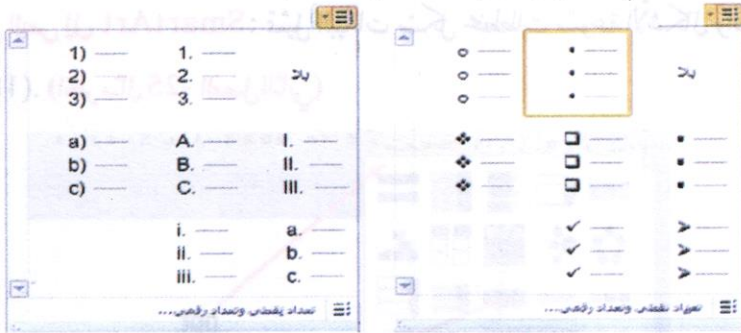 1) 1. بلا
2) 2.
3) 3.
a) A. I.
b) B. II.
c) C. III.
i. a.
ii. b.
iii. c.
تعداد نقطي وتعداد رقمي...
بلا
تعداد نقطي وتعداد رقمي...